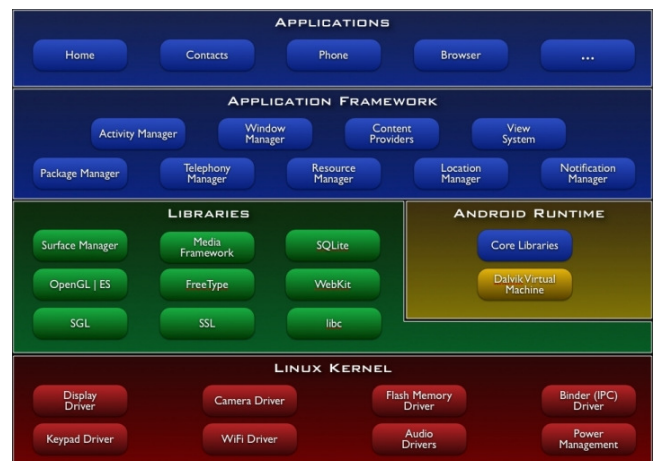 APPLICATIONS
Home
Contacts
Phone
Browser
...
APPLICATION FRAMEWORK
Activity Manager
Window
Manager
Content
Providers
View
System
Package Manager
Telephony
Manager
Resource
Manager
Location
Manager
Notification
Manager
LIBRARIES
Surface Manager
Media
Framework
SQLite
OpenGL | ES
FreeType
WebKit
SGL
SSL
libc
ANDROID RUNTIME
Core Libraries
Dalvik Virtual
Machine
LINUX KERNEL
Display
Driver
Camera Driver
Flash Memory
Driver
Binder (IPC)
Driver
Keypad Driver
WiFi Driver
Audio
Drivers
Power
Management